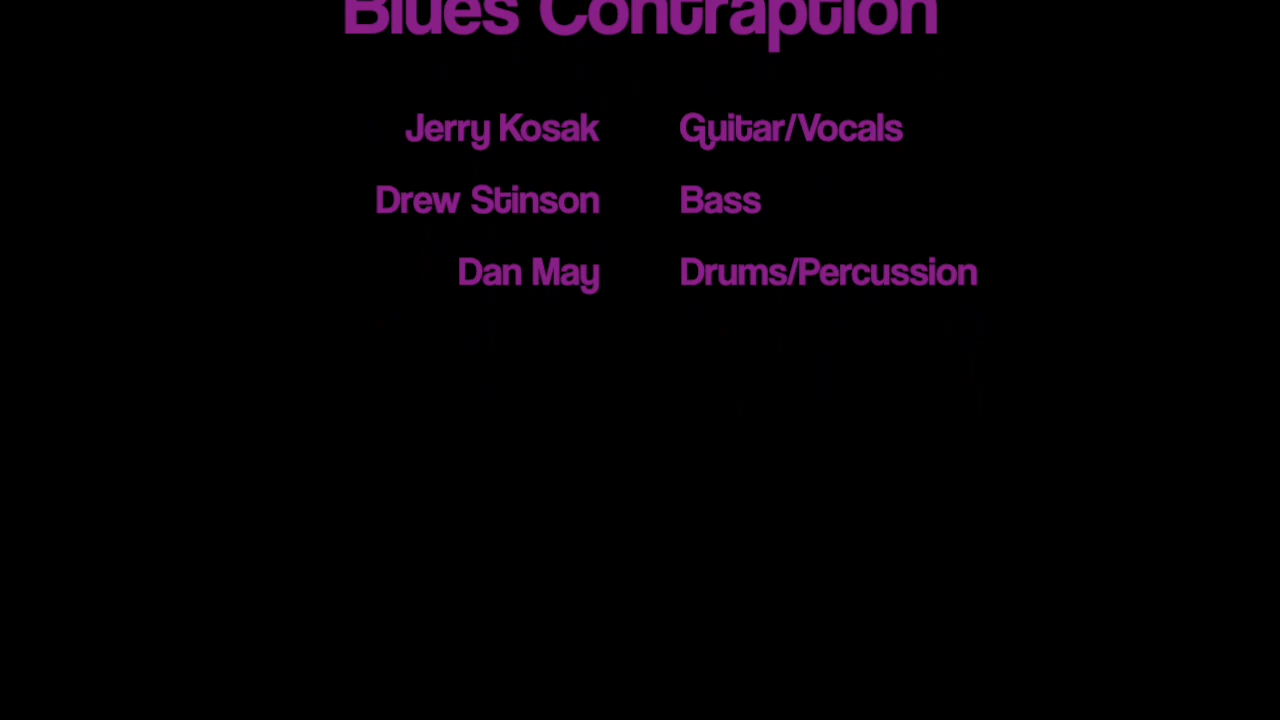 Blues Contraption
Jerry Kosak Guitar/Vocals
Drew Stinson Bass
Dan May Drums/Percussion